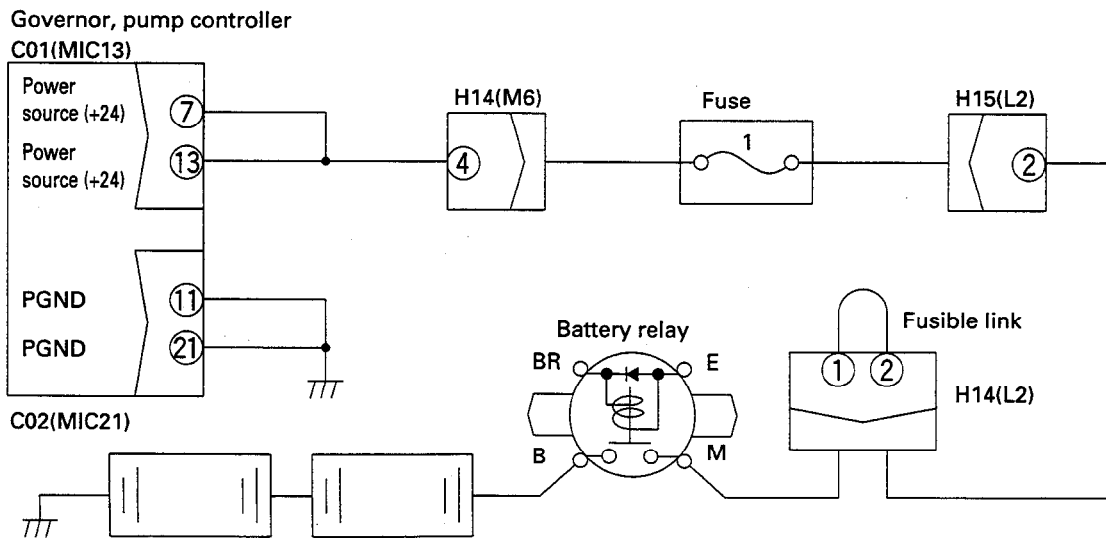 Governor, pump controller
C01(MIC13)
Power
source (+24)
7
Power
source (+24)
13
H14(M6)
4
Fuse
1
H15(L2)
2
PGND
11
PGND
21
C02(MIC21)
Battery relay
BR
E
B
M
Fusible link
1
2
H14(L2)